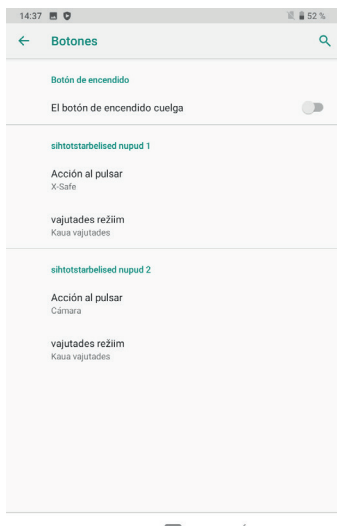 14:37 52 %
Botones
Botón de encendido
El botón de encendido cuelga
sihtotstarbelised nupud 1
Acción al pulsar
X-Safe
vajutades režiim
Kaua vajutades
sihtotstarbelised nupud 2
Acción al pulsar
Cámara
vajutades režiim
Kaua vajutades